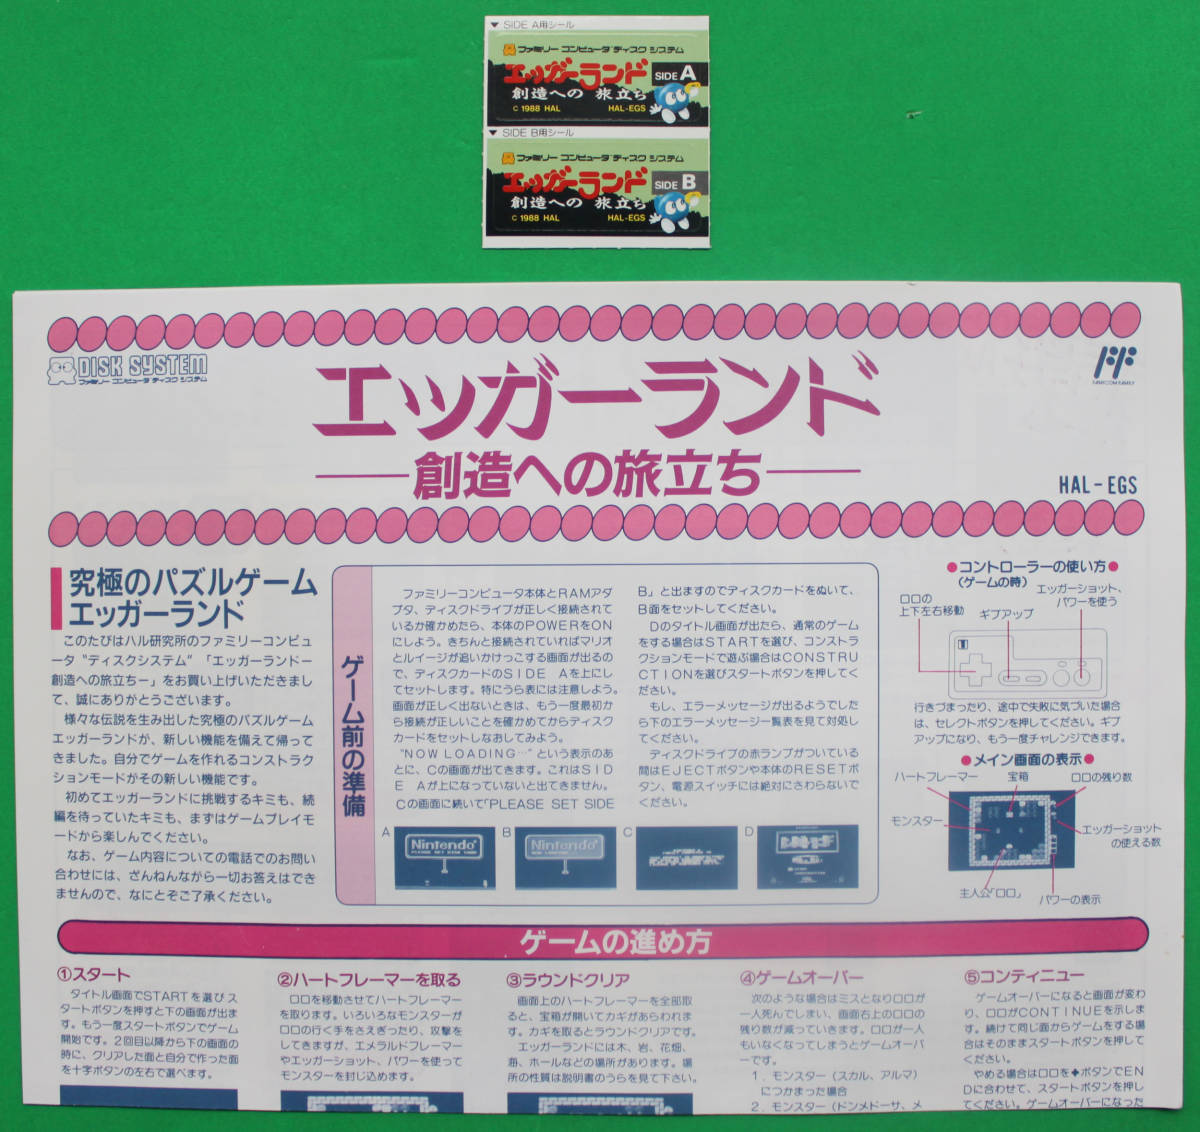 ▼ SIDE A用シール
ファミリー コンピュータ ディスク システム
エッガーランド
SIDE A
創造への 旅立ち
© 1988 HAL HAL-EGS
▼ SIDE B用シール
ファミリー コンピュータ ディスク システム
エッガーランド
SIDE B
創造への 旅立ち
© 1988 HAL HAL-EGS
DISK SYSTEM
ファミリー コンピュータ ディスク システム
エッガーランド
創造への旅立ち
FAMICOM FAMILY
HAL-EGS
究極のパズルゲーム
エッガーランド
このたびはハル研究所のファミリーコンピュ
ータ“ディスクシステム”「エッガーランドー
創造への旅立ちー」をお買い上げいただきまし
て、誠にありがとうございます。
様々な伝説を生み出した究極のパズルゲーム
エッガーランドが、新しい機能を備えて帰って
きました。自分でゲームを作れるコンストラク
ションモードがその新しい機能です。
初めてエッガーランドに挑戦するキミも、続
編を待っていたキミも、まずはゲームプレイモ
ードから楽しんでください。
なお、ゲーム内容についての電話でのお問い
合わせには、ざんねんながら一切お答えはでき
ませんので、なにとぞご了承ください。
ゲーム前の準備
ファミリーコンピュータ本体とRAMアダ
プタ、ディスクドライブが正しく接続されて
いるか確かめたら、本体のPOWERをON
にしよう。きちんと接続されていればマリオ
とルイージが追いかけっこする画面が出るの
で、ディスクカードのSIDE Aを上にし
てセットします。特にうら表には注意しよう。
画面が正しく出ないときは、もう一度最初か
ら接続が正しいことを確かめてからディスク
カードをセットしなおしてみよう。
“NOW LOADING…”という表示のあ
とに、Cの画面が出てきます。これはSID
E Aが上になっていないと出てきません。
Cの画面に続いて「PLEASE SET SIDE
B」と出ますのでディスクカードをぬいて、
B面をセットしてください。
Dのタイトル画面が出たら、通常のゲーム
をする場合はSTARTを選び、コンストラ
クションモードで遊ぶ場合はCONSTRU
CTIONを選びスタートボタンを押してく
ださい。
もし、エラーメッセージが出るようでした
ら下のエラーメッセージ一覧表を見て対処し
てください。
ディスクドライブの赤ランプがついている
間はEJECTボタンや本体のRESETボ
タン、電源スイッチには絶対にさわらないで
ください。
A
Nintendo
PLEASE SET DISK CARD
B
Nintendo
NOW LOADING
C
D
●コントローラーの使い方●
(ゲームの時)
ロロの
上下左右移動
ギブアップ
エッガーショット、
パワーを使う
行きづまったり、途中で失敗に気づいた場合
は、セレクトボタンを押してください。ギブ
アップになり、もう一度チャレンジできます。
●メイン画面の表示●
ハートフレーマー
宝箱
ロロの残り数
モンスター
エッガーショット
の使える数
主人公「ロロ」
パワーの表示
ゲームの進め方
①スタート
タイトル画面でSTARTを選びス
タートボタンを押すと下の画面が出ま
す。もう一度スタートボタンでゲーム
開始です。2回目以降から下の画面の
時に、クリアした面と自分で作った面
を十字ボタンの左右で選べます。
②ハートフレーマーを取る
ロロを移動させてハートフレーマー
を取ります。いろいろなモンスターが
ロロの行く手をさえぎったり、攻撃を
してきますが、エメラルドフレーマー
やエッガーショット、パワーを使って
モンスターを封じ込めます。
③ラウンドクリア
画面上のハートフレーマーを全部取
ると、宝箱が開いてカギがあらわれま
す。カギを取るとラウンドクリアです。
エッガーランドには木、岩、花畑、
海、ホールなどの場所があります。場
所の性質は説明書のうらを見て下さい。
④ゲームオーバー
次のような場合はミスとなりロロが
一人死んでしまい、画面右上のロロの
残り数が減っていきます。ロロが一人
もいなくなってしまうとゲームオーバ
ーです。
1．モンスター（スカル、アルマ）
につかまった場合
2．モンスター（ドンメドーサ、メ
⑤コンティニュー
ゲームオーバーになると画面が変わ
り、ロロがCONTINUEを示しま
す。続けて同じ面からゲームをする場
合はそのままスタートボタンを押して
ください。
やめる場合はロロを◆ボタンでEN
Dに合わせて、スタートボタンを押し
てください。ゲームオーバーになった